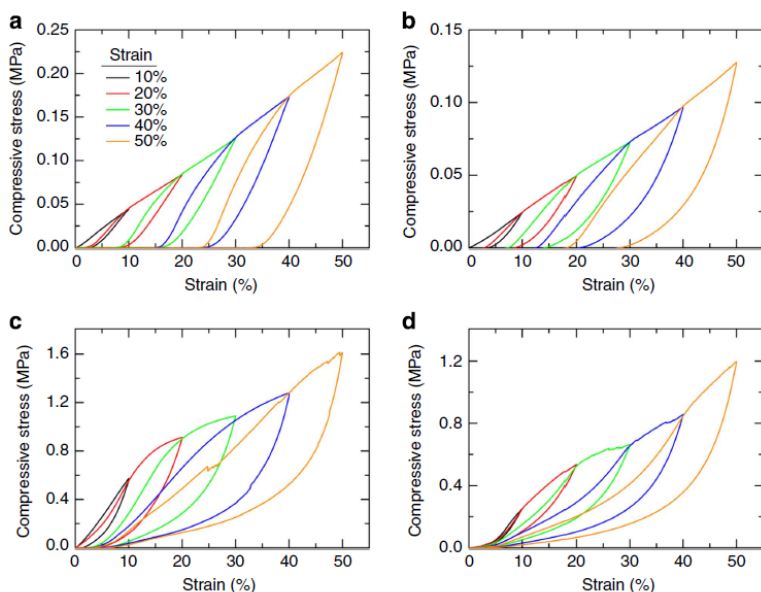 a
Compressive stress (MPa)
0.25
0.20
0.15
0.10
0.05
0.00
Strain
10%
20%
30%
40%
50%
0 10 20 30 40 50
Strain (%)
b
Compressive stress (MPa)
0.15
0.10
0.05
0.00
0 10 20 30 40 50
Strain (%)
c
Compressive stress (MPa)
1.6
1.2
0.8
0.4
0.0
0 10 20 30 40 50
Strain (%)
d
Compressive stress (MPa)
1.2
0.8
0.4
0
0 10 20 30 40 50
Strain (%)